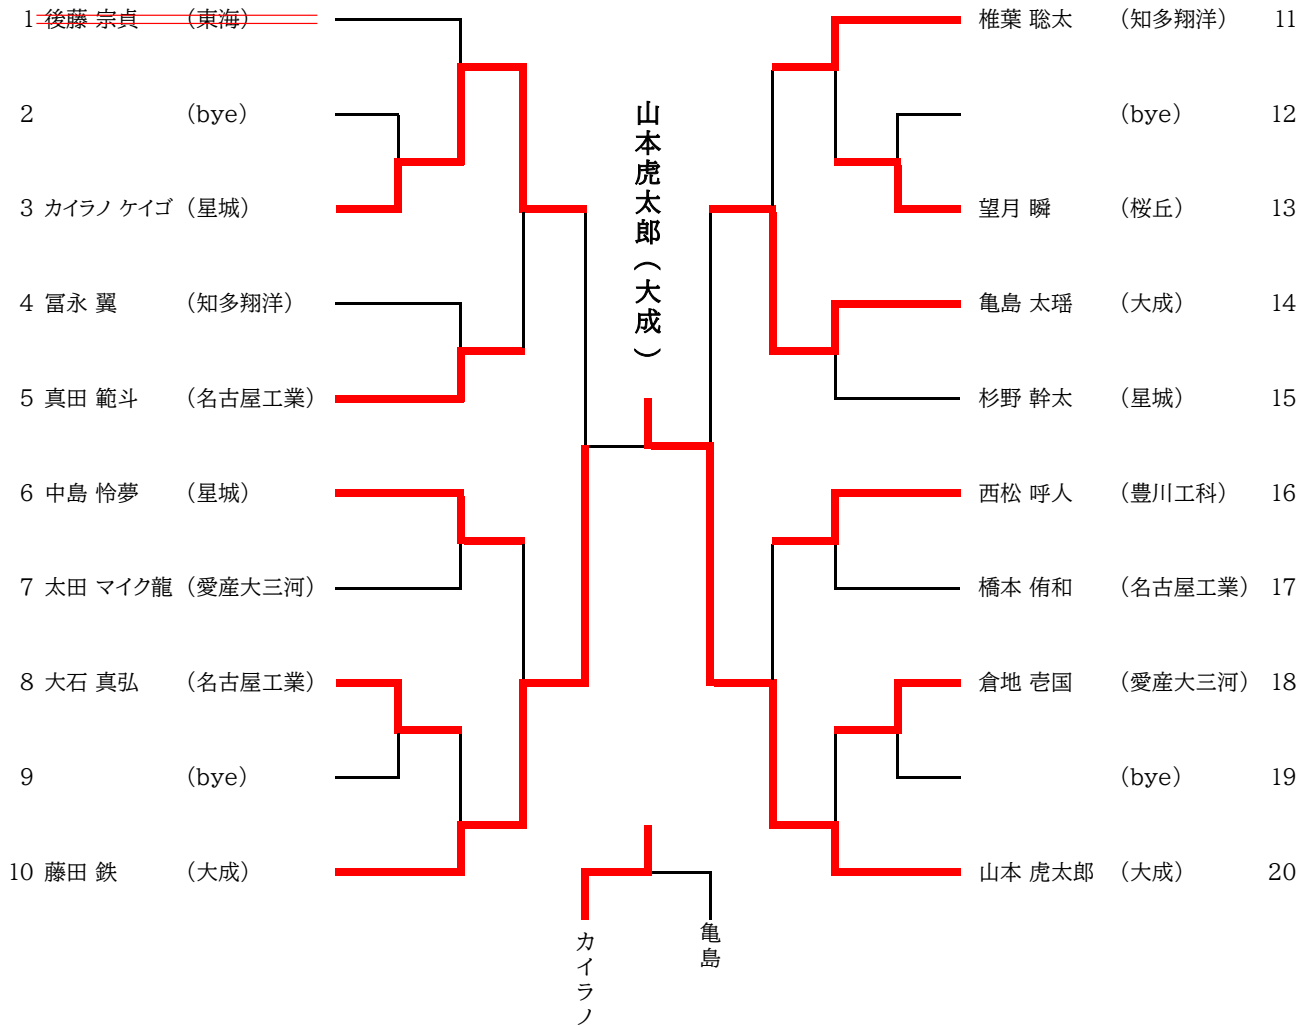 1 後藤 宗貞 （東海）
2 （bye）
3 カイラノ ケイゴ （星城）
4 冨永 翼 （知多翔洋）
5 真田 範斗 （名古屋工業）
6 中島 怜夢 （星城）
7 太田 マイク龍 （愛産大三河）
8 大石 真弘 （名古屋工業）
9 （bye）
10 藤田 鉄 （大成）
山本虎太郎（大成）
椎葉 聡太 （知多翔洋） 11
（bye） 12
望月 瞬 （桜丘） 13
亀島 太瑶 （大成） 14
杉野 幹太 （星城） 15
西松 呼人 （豊川工科） 16
橋本 侑和 （名古屋工業） 17
倉地 壱国 （愛産大三河） 18
（bye） 19
山本 虎太郎 （大成） 20
カイラノ
亀島